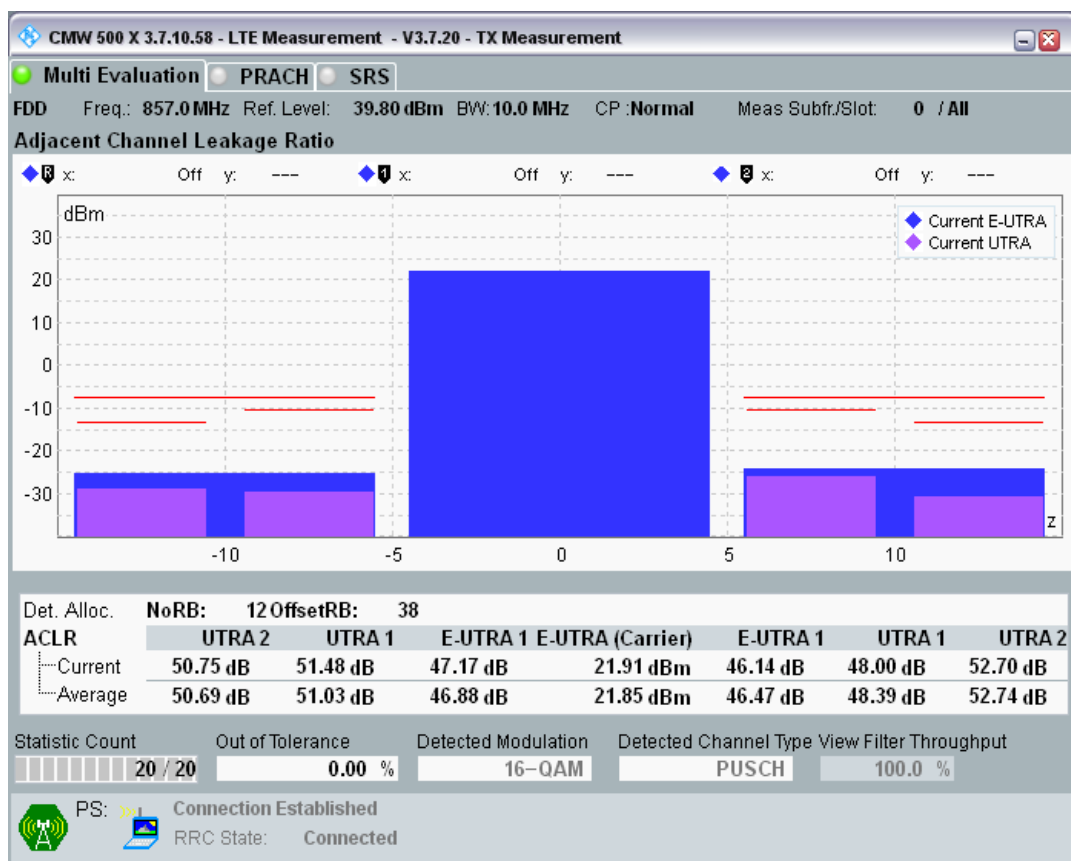 CMW 500 X 3.7.10.58 - LTE Measurement - V3.7.20 - TX Measurement
Multi Evaluation PRACH SRS
FDD Freq.: 857.0 MHz Ref. Level: 39.80 dBm BW: 10.0 MHz CP :Normal Meas Subfr./Slot: 0 / All
Adjacent Channel Leakage Ratio
R x: Off y: --- 1 x: Off y: --- 2 x: Off y: ---
dBm
Current E-UTRA
Current UTRA
30
20
10
0
-10
-20
-30
z
-10 -5 0 5 10
Det. Alloc. NoRB: 12 OffsetRB: 38
ACLR UTRA 2 UTRA 1 E-UTRA 1 E-UTRA (Carrier) E-UTRA 1 UTRA 1 UTRA 2
Current 50.75 dB 51.48 dB 47.17 dB 21.91 dBm 46.14 dB 48.00 dB 52.70 dB
Average 50.69 dB 51.03 dB 46.88 dB 21.85 dBm 46.47 dB 48.39 dB 52.74 dB
Statistic Count Out of Tolerance Detected Modulation Detected Channel Type View Filter Throughput
20 / 20 0.00 % 16-QAM PUSCH 100.0 %
PS: Connection Established
RRC State: Connected